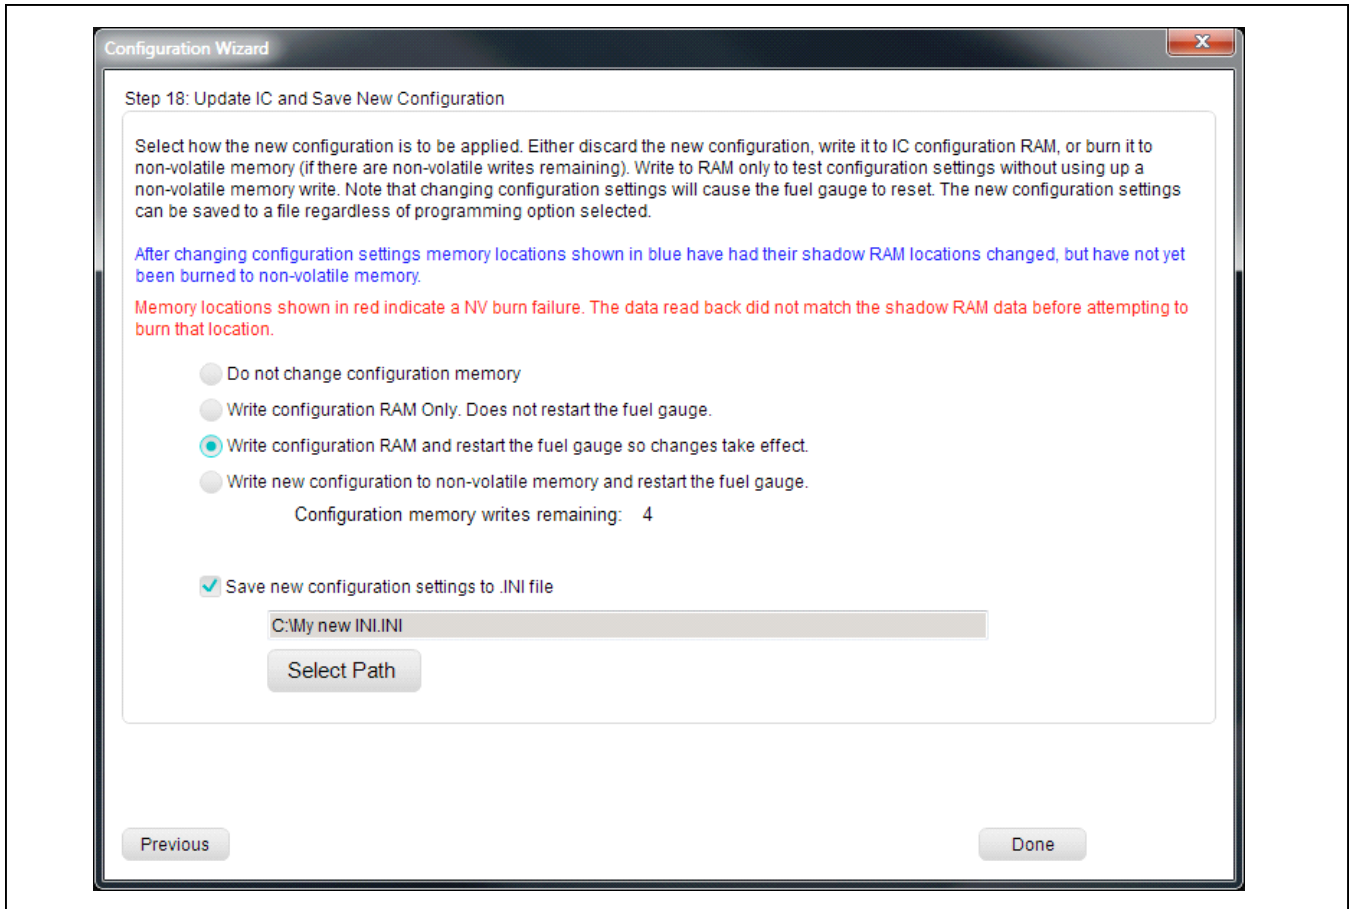 Configuration Wizard
x
Step 18: Update IC and Save New Configuration
Select how the new configuration is to be applied. Either discard the new configuration, write it to IC configuration RAM, or burn it to
non-volatile memory (if there are non-volatile writes remaining). Write to RAM only to test configuration settings without using up a
non-volatile memory write. Note that changing configuration settings will cause the fuel gauge to reset. The new configuration settings
can be saved to a file regardless of programming option selected.
After changing configuration settings memory locations shown in blue have had their shadow RAM locations changed, but have not yet
been burned to non-volatile memory.
Memory locations shown in red indicate a NV burn failure. The data read back did not match the shadow RAM data before attempting to
burn that location.
Do not change configuration memory
Write configuration RAM Only. Does not restart the fuel gauge.
Write configuration RAM and restart the fuel gauge so changes take effect.
Write new configuration to non-volatile memory and restart the fuel gauge.
Configuration memory writes remaining: 4
Save new configuration settings to .INI file
C:\My new INI.INI
Select Path
Previous
Done